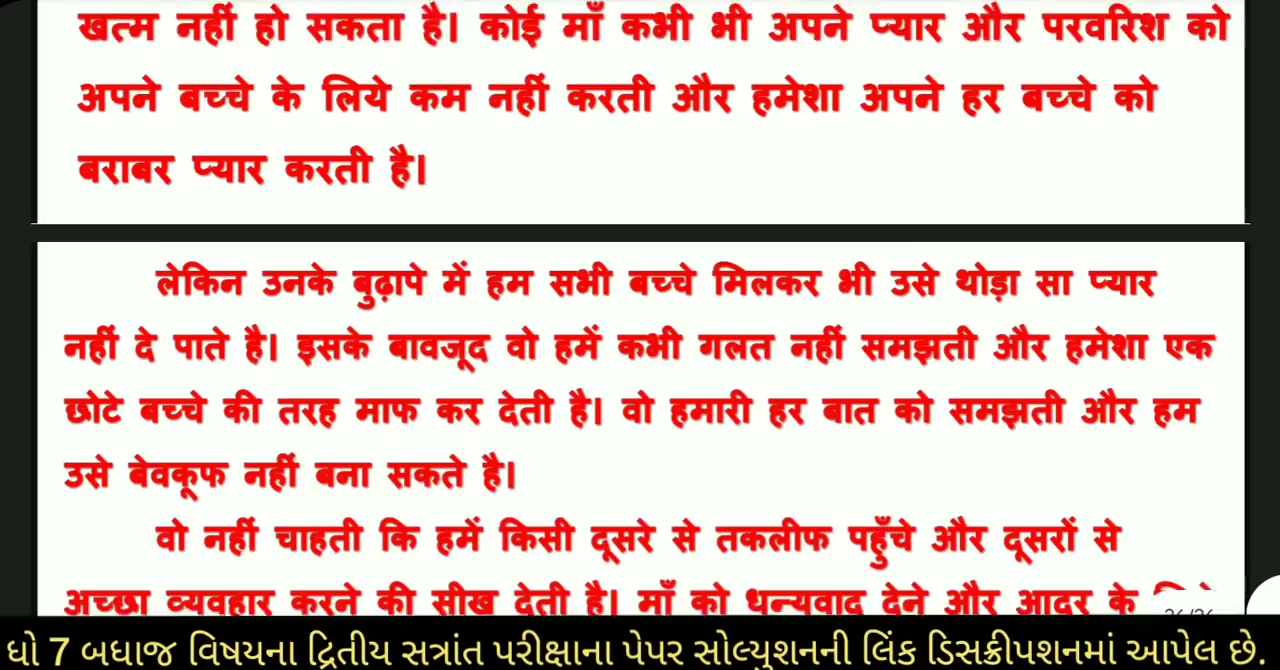 खत्म नहीं हो सकता है। कोई माँ कभी भी अपने प्यार और परवरिश को
अपने बच्चे के लिये कम नहीं करती और हमेशा अपने हर बच्चे को
बराबर प्यार करती है।
लेकिन उनके बुढ़ापे में हम सभी बच्चे मिलकर भी उसे थोड़ा सा प्यार
नहीं दे पाते है। इसके बावजूद वो हमें कभी गलत नहीं समझती और हमेशा एक
छोटे बच्चे की तरह माफ कर देती है। वो हमारी हर बात को समझती और हम
उसे बेवकूफ नहीं बना सकते है।
वो नहीं चाहती कि हमें किसी दूसरे से तकलीफ पहुँचे और दूसरों से
अच्छा व्यवहार करने की सीख देती है। माँ को धन्यवाद देने और आदर के
ધો 7 બધાજ વિષયના દ્વિતીય સત્રાંત પરીક્ષાના પેપર સોલ્યુશનની લિંક ડિસક્રીપશનમાં આપેલ છે.